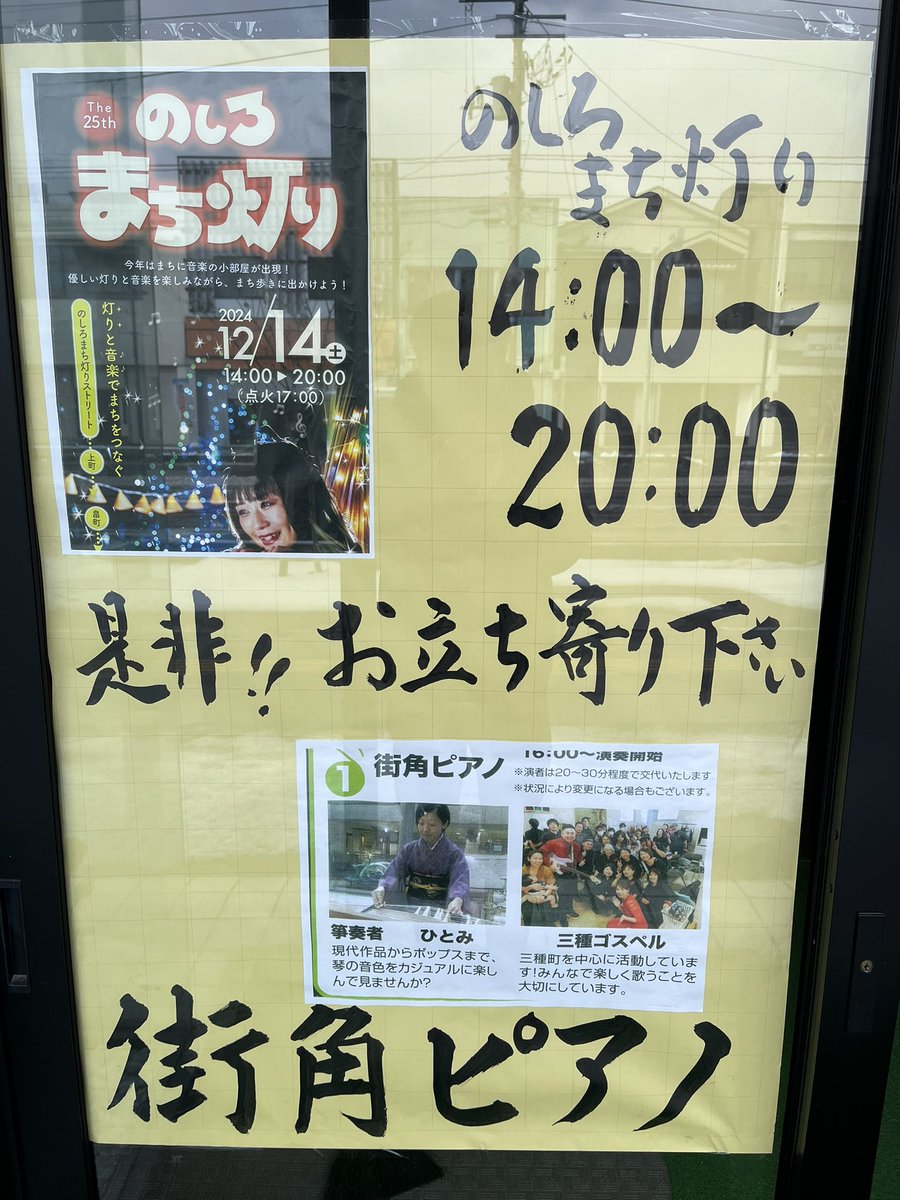 The
25th
のしろ
まち灯り
今年はまちに音楽の小部屋が出現！
優しい灯りと音楽を楽しみながら、まち歩きに出かけよう！
灯りと音楽でまちをつなぐ
のしろまち灯りストリート
上町
畠町
2024
12/14土
14:00▶20:00
（点火17:00）
のしろ
まち灯り
14:00〜
20:00
是非!! お立ち寄り下さい
1 街角ピアノ
16:00〜演奏開始
※演者は20〜30分程度で交代いたします
※状況により変更になる場合もございます。
箏奏者 ひとみ
現代作品からポップスまで、
琴の音色をカジュアルに楽し
んで見ませんか?
三種ゴスペル
三種町を中心に活動していま
す!みんなで楽しく歌うことを
大切にしています。
街角ピアノ